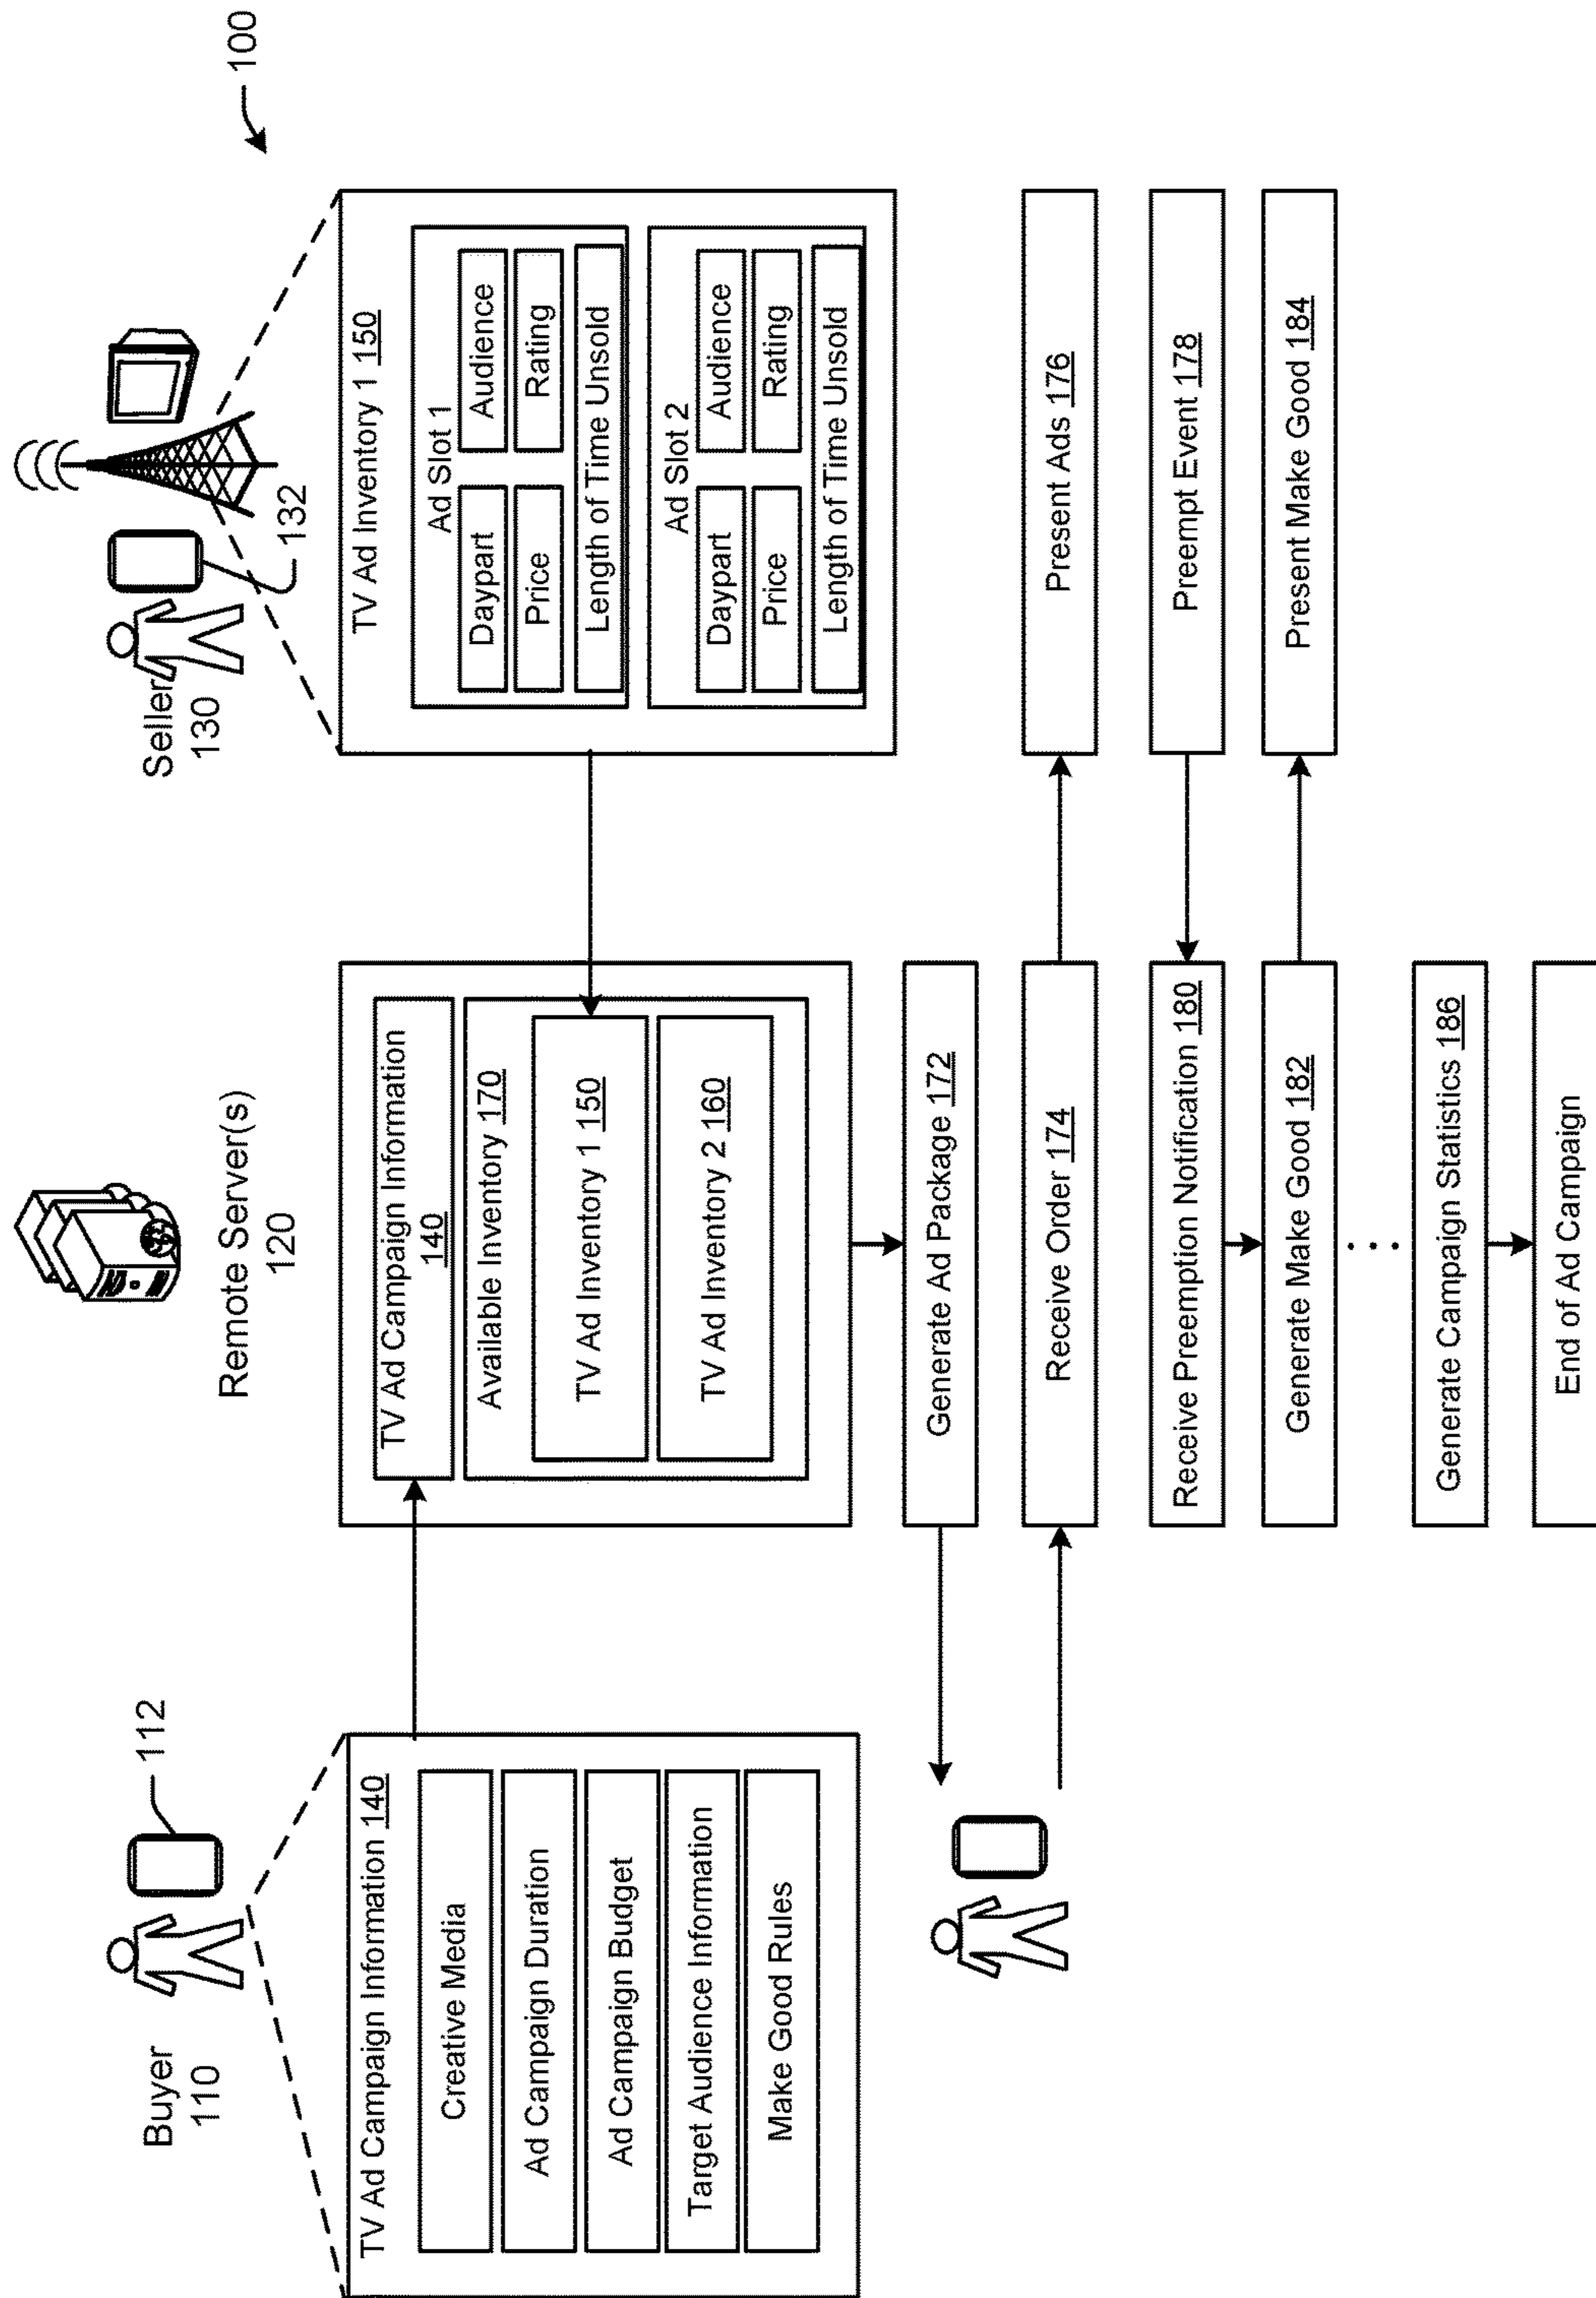 100
Buyer
110
112
Remote Server(s)
120
Seller
130
132
TV Ad Campaign Information 140
Creative Media
Ad Campaign Duration
Ad Campaign Budget
Target Audience Information
Make Good Rules
TV Ad Campaign Information
140
Available Inventory 170
TV Ad Inventory 1 150
TV Ad Inventory 2 160
TV Ad Inventory 1 150
Ad Slot 1
Daypart
Audience
Price
Rating
Length of Time Unsold
Ad Slot 2
Daypart
Audience
Price
Rating
Length of Time Unsold
Generate Ad Package 172
Receive Order 174
Present Ads 176
Preempt Event 178
Receive Preemption Notification 180
Generate Make Good 182
Present Make Good 184
. . .
Generate Campaign Statistics 186
End of Ad Campaign